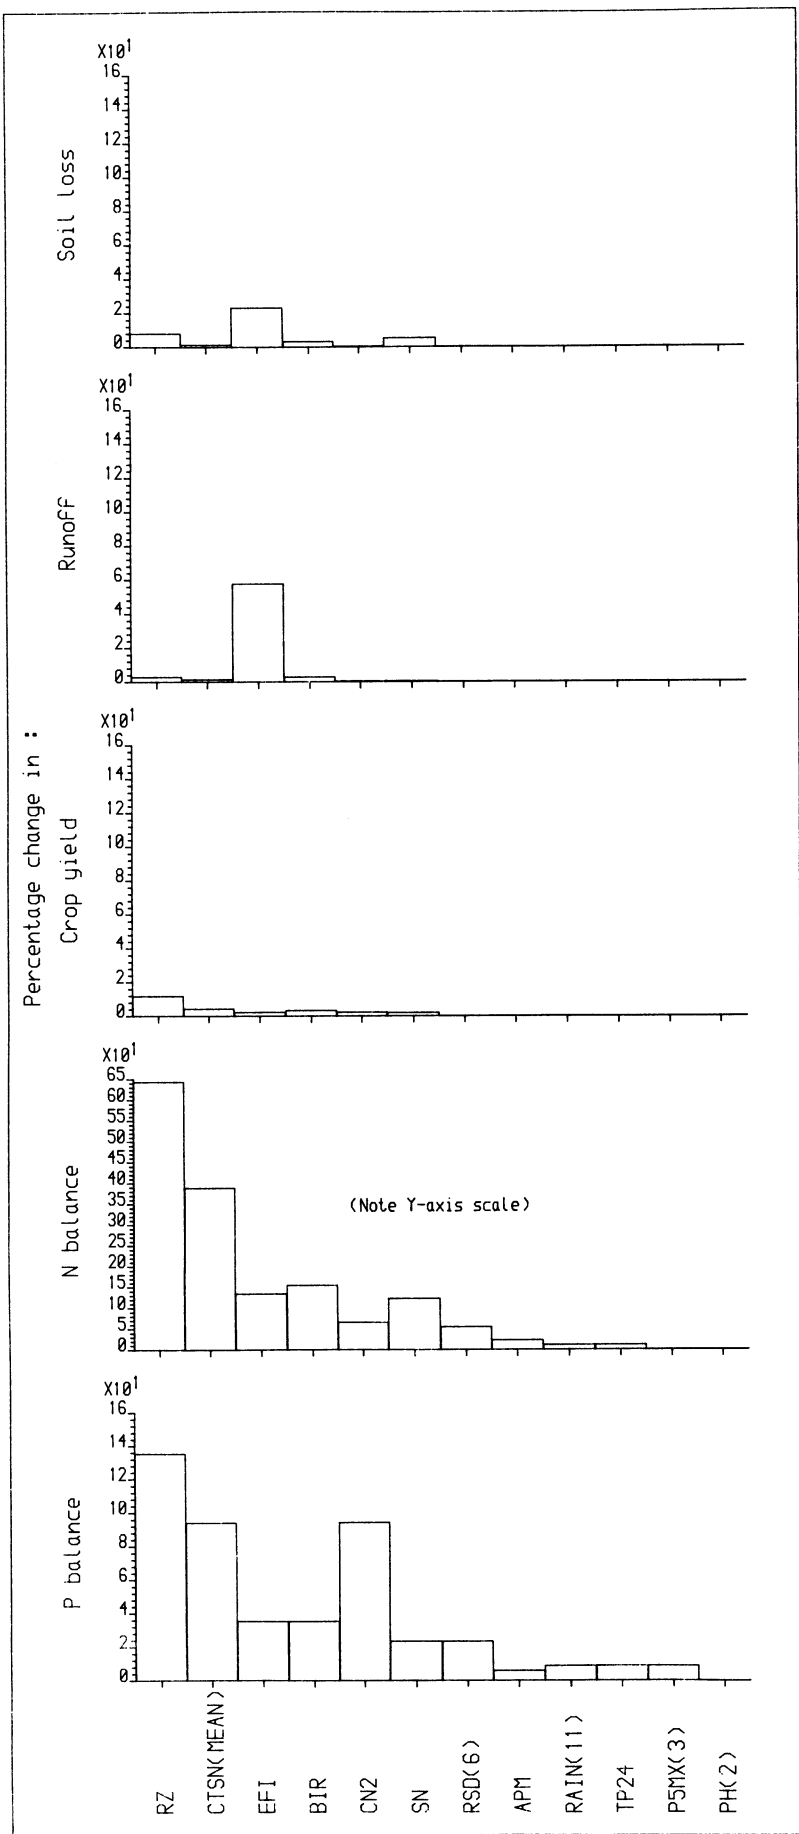 Percentage change in :
Soil loss
X10¹
16
14
12
10
8
6
4
2
0
Runoff
X10¹
16
14
12
10
8
6
4
2
0
Crop yield
X10¹
16
14
12
10
8
6
4
2
0
N balance
X10¹
65
60
55
50
45
40
35
30
25
20
15
10
5
0
(Note Y-axis scale)
P balance
X10¹
16
14
12
10
8
6
4
2
0
RZ
CTSN(MEAN)
EFI
BIR
CN2
SN
RSD(6)
APM
RAIN(11)
TP24
P5MX(3)
PH(2)